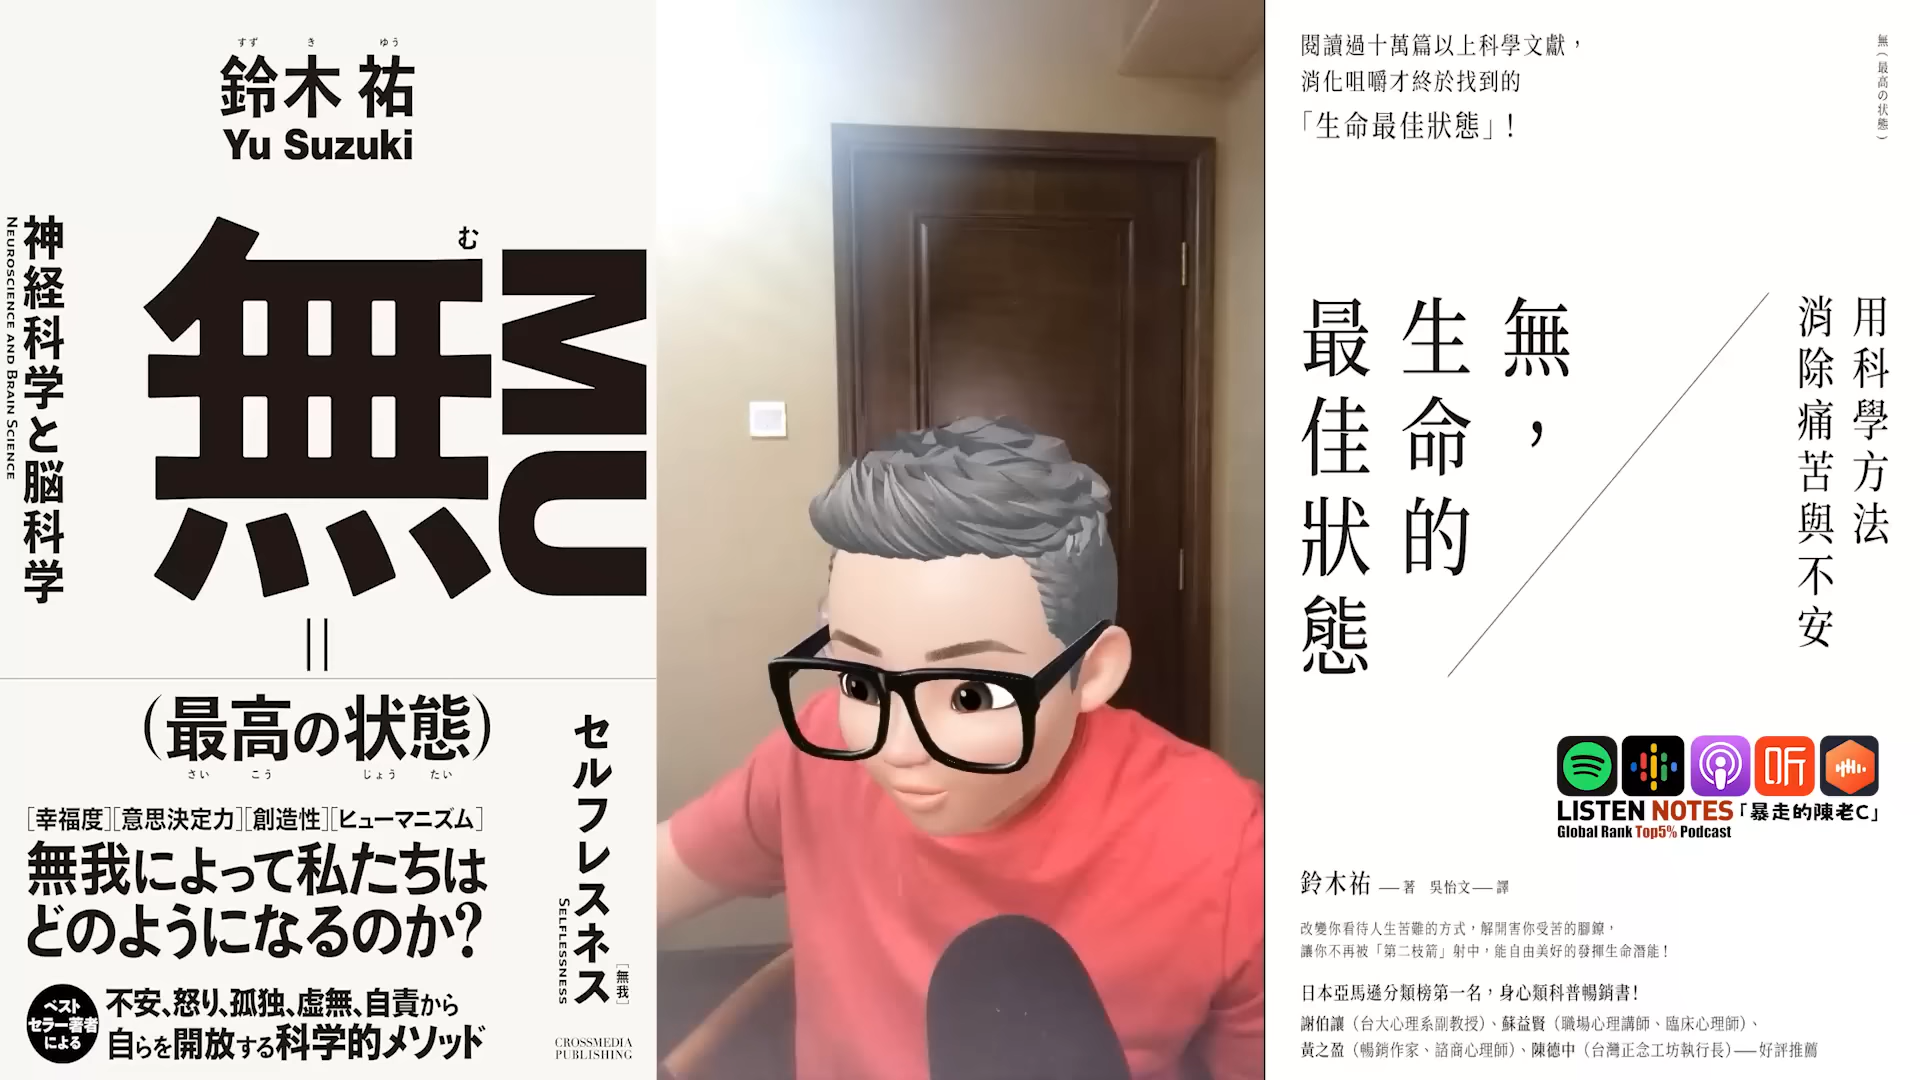 すず き ゆう
鈴木 祐
Yu Suzuki
神経科学と脳科学
NEUROSCIENCE AND BRAIN SCIENCE
む
無
MU
＝
（最高の状態）
さい こう じょう たい
[幸福度][意思決定力][創造性][ヒューマニズム]
無我によって私たちは
どのようになるのか?
セルフレスネス
[無我]
SELFLESSNESS
ベスト
セラー著者
による
不安、怒り、孤独、虚無、自責から
自らを開放する科学的メソッド
CROSSMEDIA
PUBLISHING
閱讀過十萬篇以上科學文獻，
消化咀嚼才終於找到的
「生命最佳狀態」！
無（最高の状態）
用科學方法
消除痛苦與不安
無，
生命的
最佳狀態
听
LISTEN NOTES「暴走的陳老C」
Global Rank Top5% Podcast
鈴木祐 —著 吳怡文—譯
改變你看待人生苦難的方式，解開害你受苦的腳鐐，
讓你不再被「第二枝箭」射中，能自由美好的發揮生命潛能！
日本亞馬遜分類榜第一名，身心類科普暢銷書！
謝伯讓（台大心理系副教授）、蘇益賢（職場心理講師、臨床心理師）、
黃之盈（暢銷作家、諮商心理師）、陳德中（台灣正念工坊執行長）—好評推薦